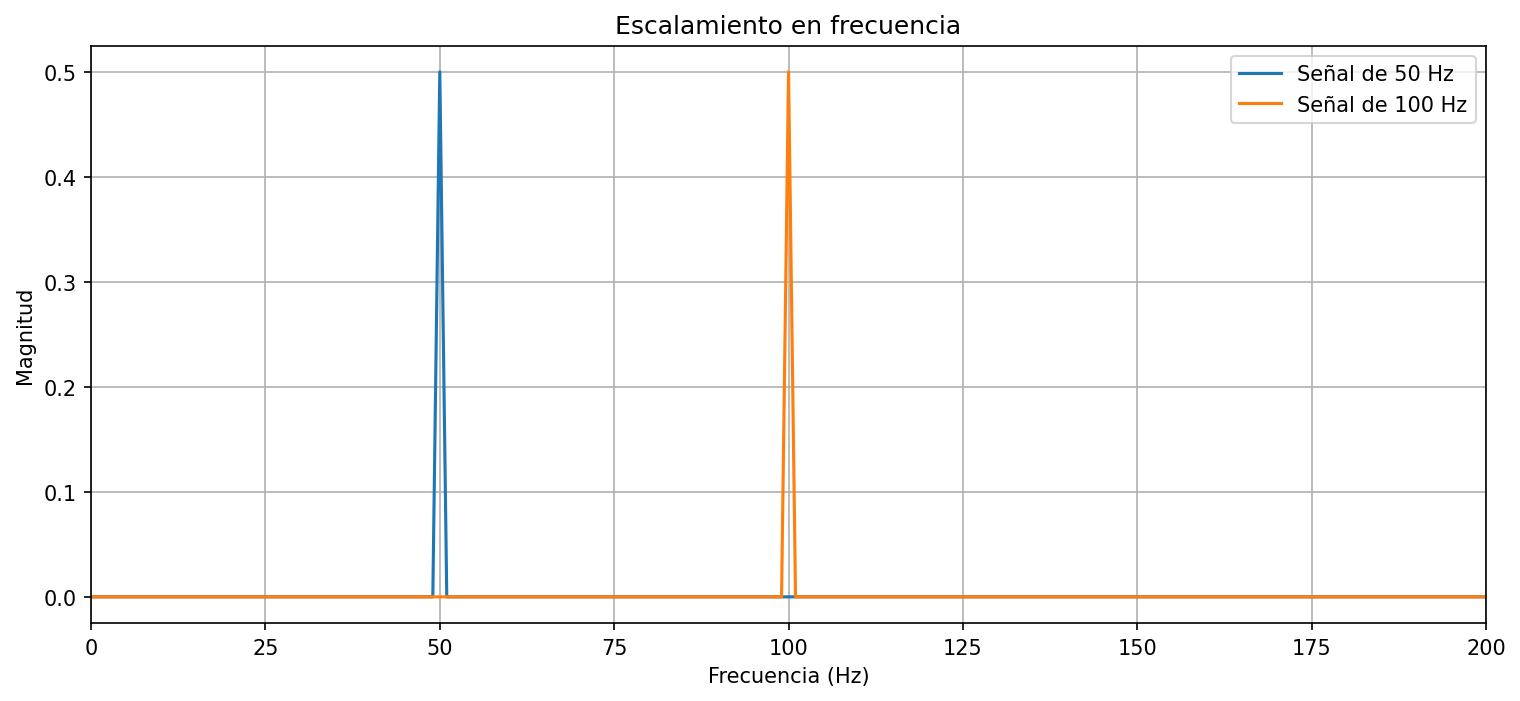 Escalamiento en frecuencia
Señal de 50 Hz
Señal de 100 Hz
Magnitud
0.5
0.4
0.3
0.2
0.1
0.0
0 25 50 75 100 125 150 175 200
Frecuencia (Hz)